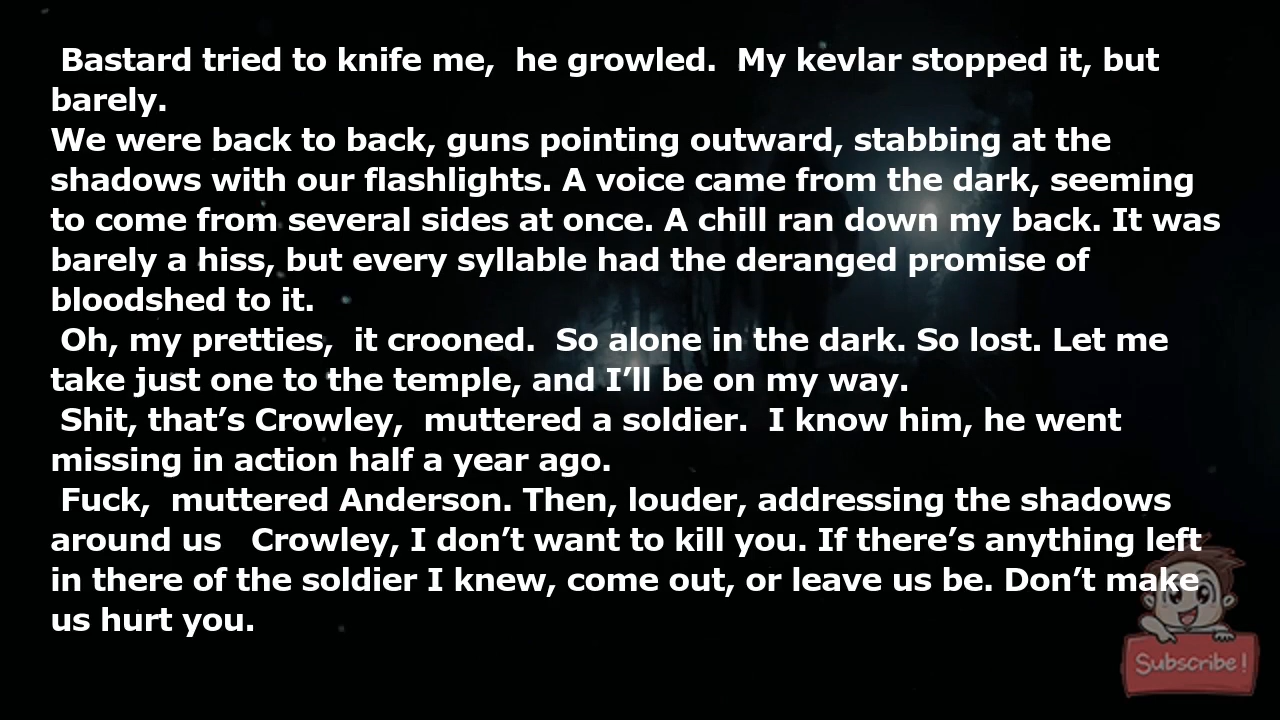 Bastard tried to knife me,  he growled.  My kevlar stopped it, but
barely.
We were back to back, guns pointing outward, stabbing at the
shadows with our flashlights. A voice came from the dark, seeming
to come from several sides at once. A chill ran down my back. It was
barely a hiss, but every syllable had the deranged promise of
bloodshed to it.
Oh, my pretties,  it crooned.  So alone in the dark. So lost. Let me
take just one to the temple, and I’ll be on my way.
Shit, that’s Crowley,  muttered a soldier.  I know him, he went
missing in action half a year ago.
Fuck,  muttered Anderson. Then, louder, addressing the shadows
around us   Crowley, I don’t want to kill you. If there’s anything left
in there of the soldier I knew, come out, or leave us be. Don’t make
us hurt you.
Subscribe!